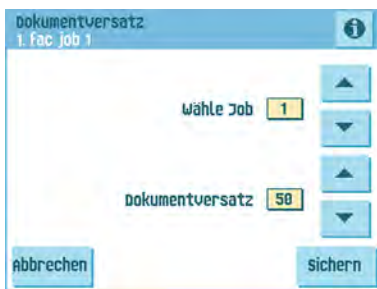 Dokumentversatz
1. Fac job 1
Wähle Job 1
Dokumentversatz 50
Abbrechen
Sichern